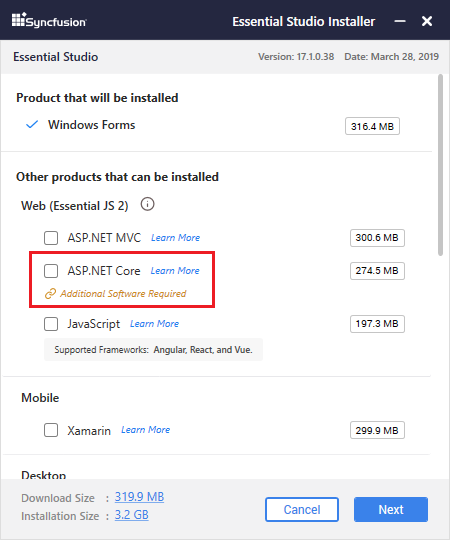 Syncfusion Essential Studio Installer
Essential Studio Version: 17.1.0.38 Date: March 28, 2019
Product that will be installed
Windows Forms 316.4 MB
Other products that can be installed
Web (Essential JS 2)
ASP.NET MVC Learn More 300.6 MB
ASP.NET Core Learn More 274.5 MB
Additional Software Required
JavaScript Learn More 197.3 MB
Supported Frameworks: Angular, React, and Vue.
Mobile
Xamarin Learn More 299.9 MB
Desktop
Download Size : 319.9 MB
Installation Size : 3.2 GB
Cancel Next